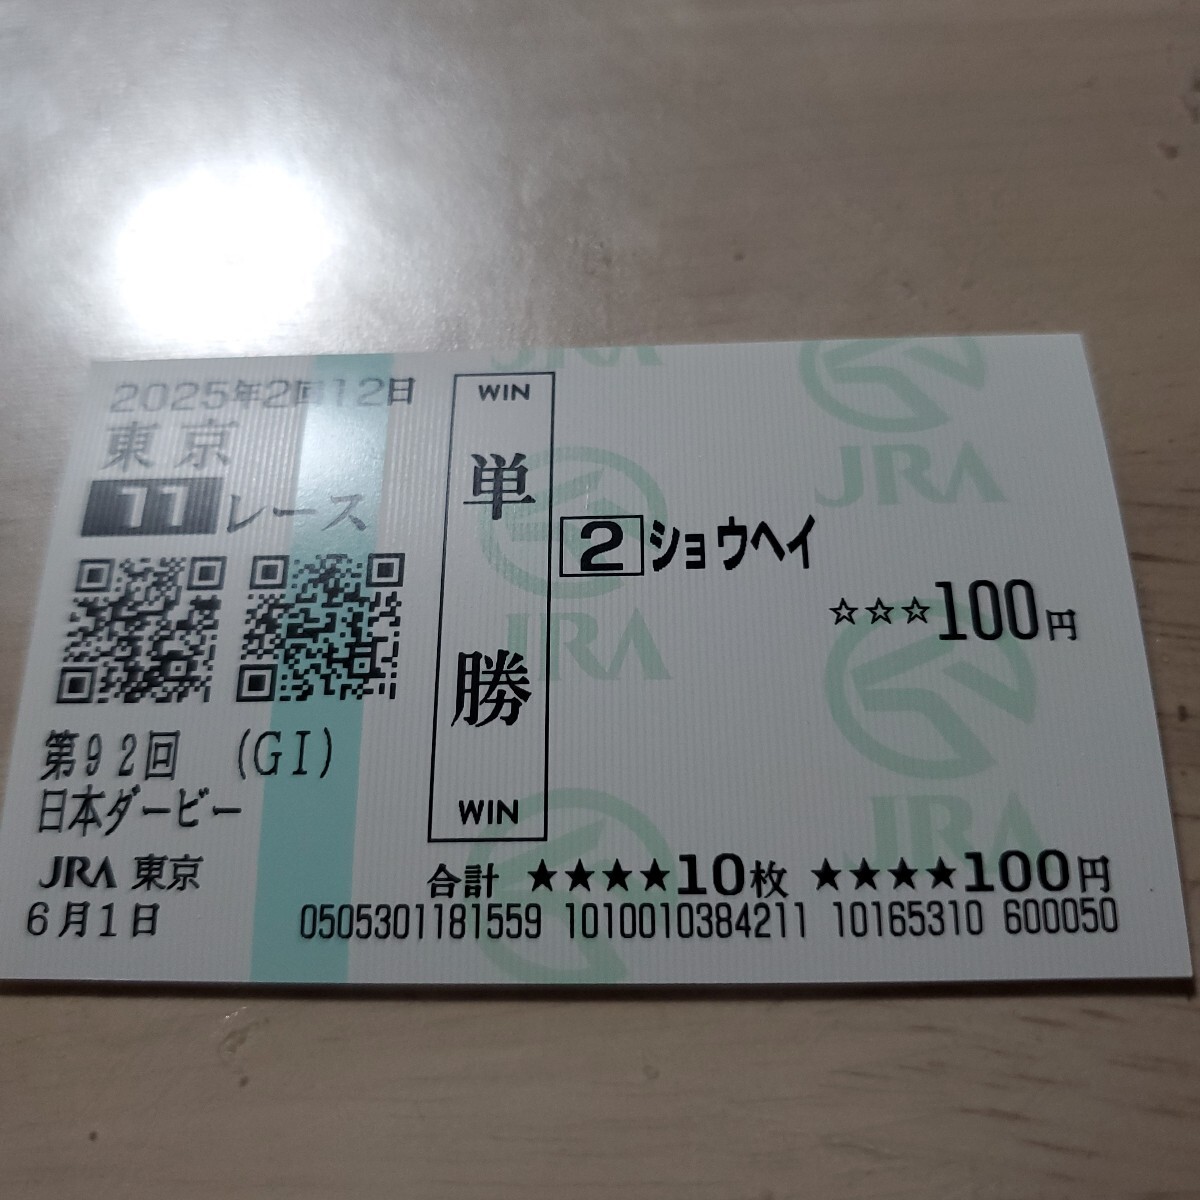 2025年2回12日
東京
11レース
第92回 (GI)
日本ダービー
JRA 東京
6月1日
WIN
単勝
WIN
2 ショウヘイ
☆☆☆100円
合計 ★★★★10枚 ★★★★100円
0505301181559 1010010384211 10165310 600050
JRA
JRA
JRA
JRA